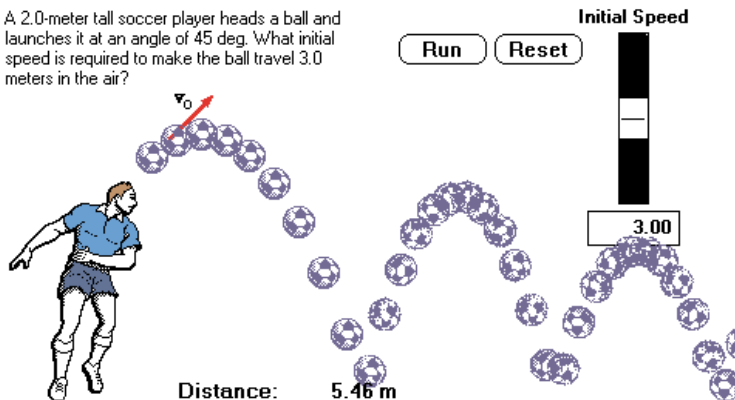 A 2.0-meter tall soccer player heads a ball and
launches it at an angle of 45 deg. What initial
speed is required to make the ball travel 3.0
meters in the air?
Initial Speed
Run
Reset
v₀
3.00
Distance: 5.46 m